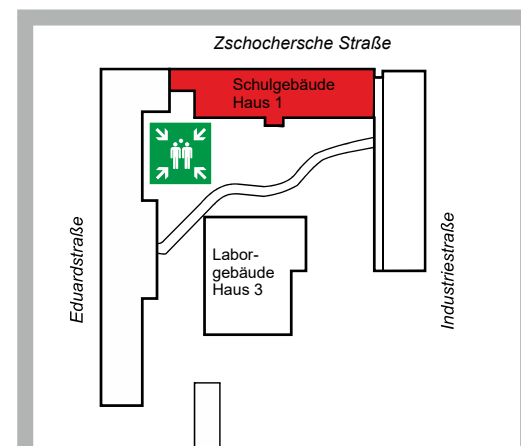 Zschochersche Straße
Schulgebäude
Haus 1
Eduardstraße
Labor-
gebäude
Haus 3
Industriestraße